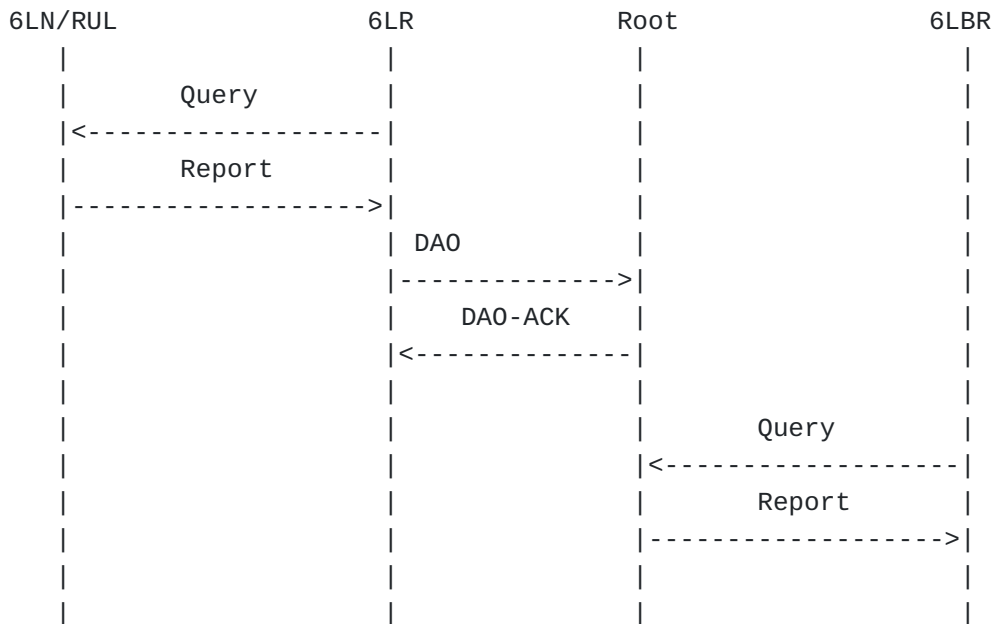 6LN/RUL 6LR Root 6LBR
Query
Report
DAO
DAO-ACK
Query
Report